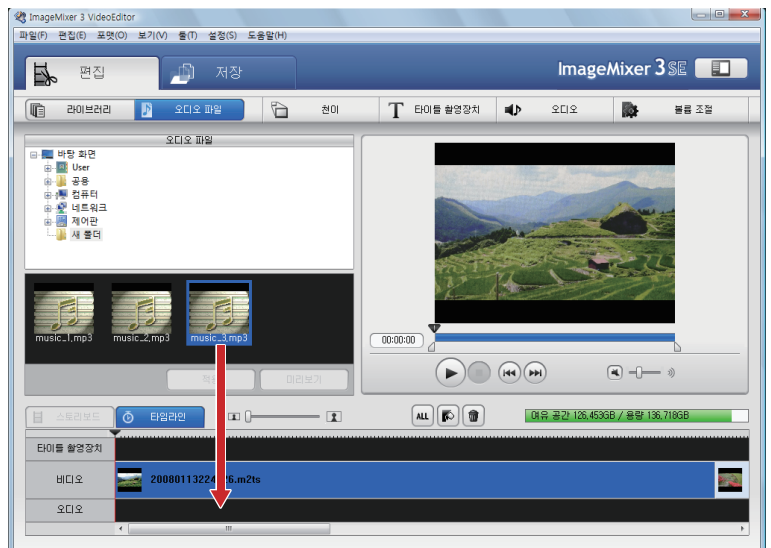 ImageMixer 3 VideoEditor
파일(F) 편집(E) 포맷(O) 보기(V) 툴(T) 설정(S) 도움말(H)
편집 저장 ImageMixer 3 SE
라이브러리 오디오 파일 천이 T 타이틀 촬영장치 오디오 볼륨 조절
오디오 파일
바탕 화면
User
공용
컴퓨터
네트워크
제어판
새 폴더
music_1.mp3 music_2.mp3 music_3.mp3
미리보기
00:00:00
스토리보드 타임라인 ALL 여유 공간 126,453GB / 용량 136,718GB
타이틀 촬영장치
비디오 20080113224 26.m2ts
오디오